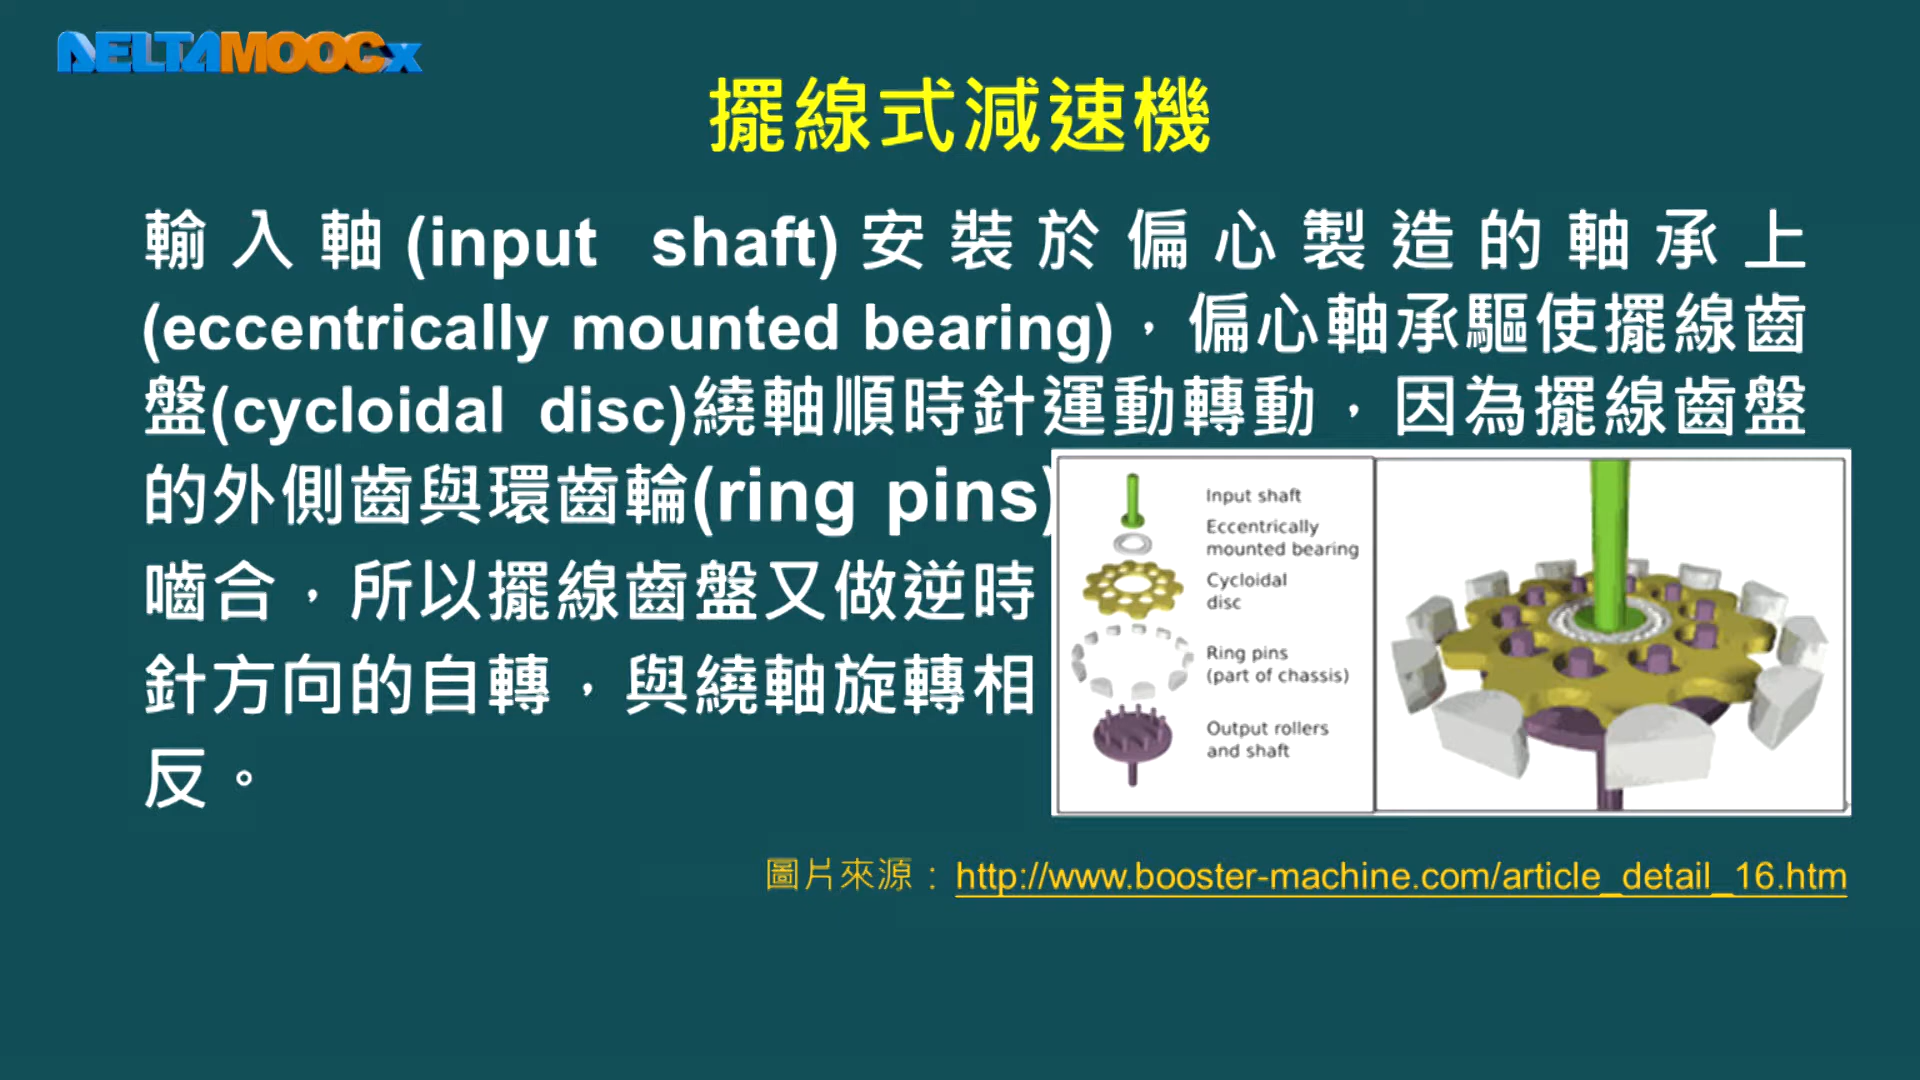 DELTAMOOCx
擺線式減速機
輸入軸(input shaft)安裝於偏心製造的軸承上
(eccentrically mounted bearing)，偏心軸承驅使擺線齒
盤(cycloidal disc)繞軸順時針運動轉動，因為擺線齒盤
的外側齒與環齒輪(ring pins)
嚙合，所以擺線齒盤又做逆時
針方向的自轉，與繞軸旋轉相
反。
Input shaft
Eccentrically
mounted bearing
Cycloidal
disc
Ring pins
(part of chassis)
Output rollers
and shaft
圖片來源：http://www.booster-machine.com/article_detail_16.htm